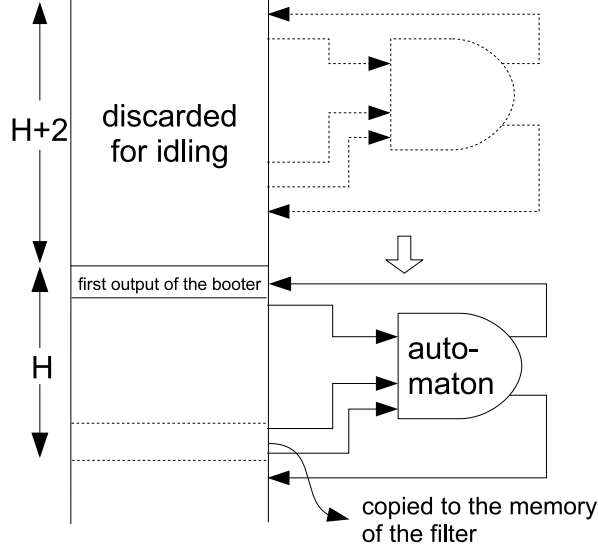 H+2
discarded
for idling
first output of the booter
H
auto-
maton
copied to the memory
of the filter